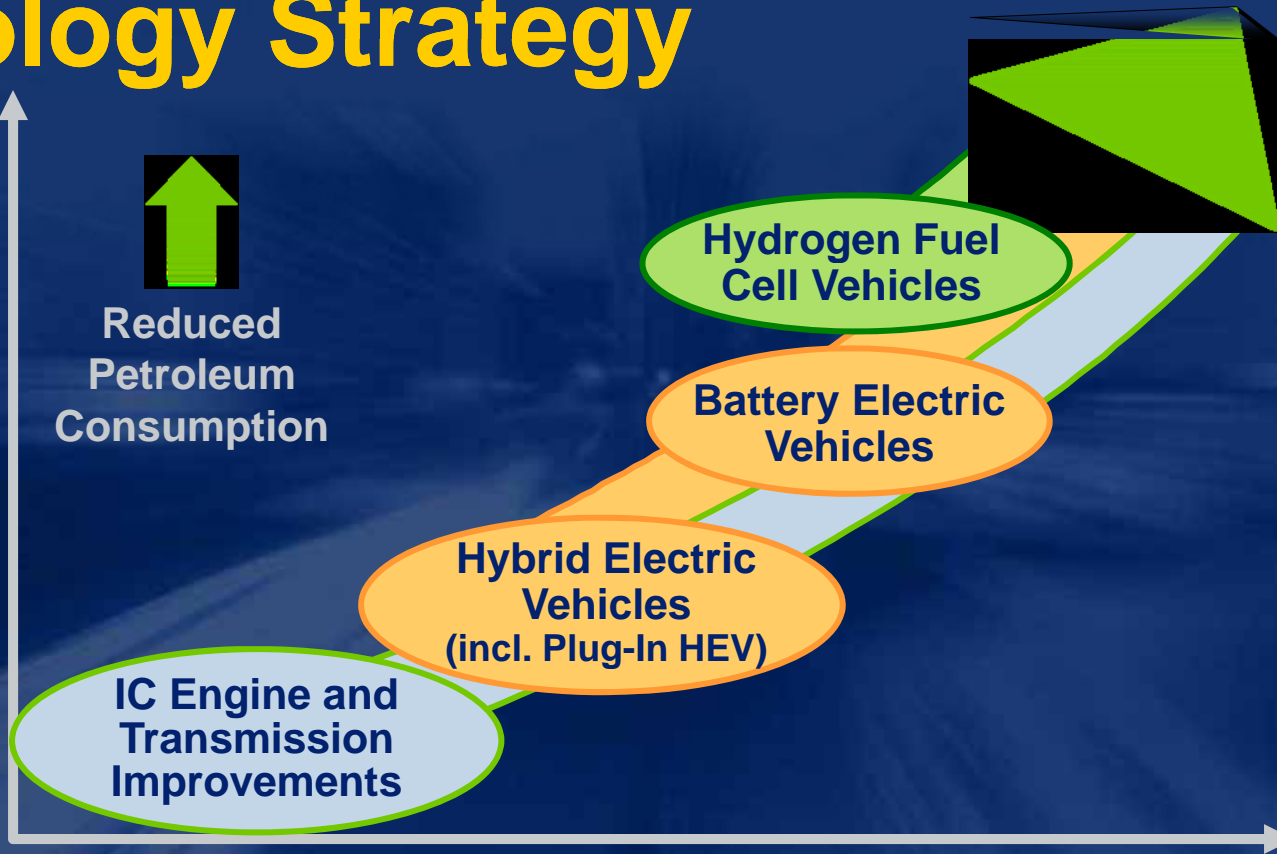 ology Strategy
Reduced
Petroleum
Consumption
Hydrogen Fuel
Cell Vehicles
Battery Electric
Vehicles
Hybrid Electric
Vehicles
(incl. Plug-In HEV)
IC Engine and
Transmission
Improvements